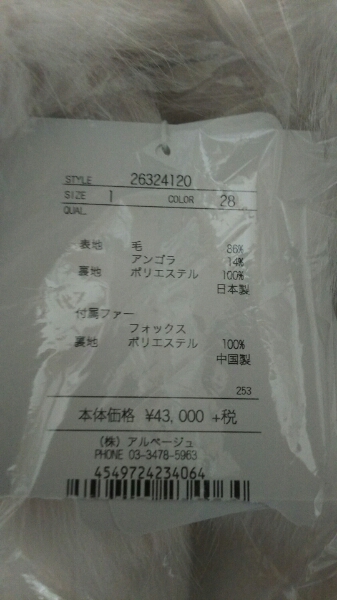 STYLE 26324120
SIZE 1 COLOR 28
QUAL
表地 毛 86%
アンゴラ 14%
裏地 ポリエステル 100%
日本製
付属ファー
フォックス
裏地 ポリエステル 100%
中国製
253
本体価格 ¥43,000 +税
(株) アルページュ
PHONE 03-3478-5963
4549724234064